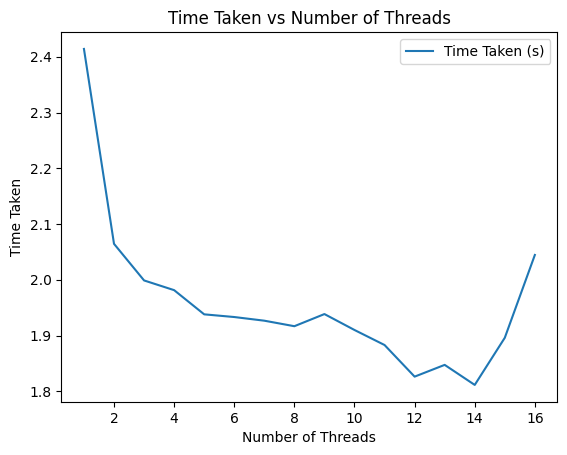 Time Taken vs Number of Threads
Time Taken (s)
2.4
2.3
2.2
2.1
2.0
1.9
1.8
Time Taken
2 4 6 8 10 12 14 16
Number of Threads